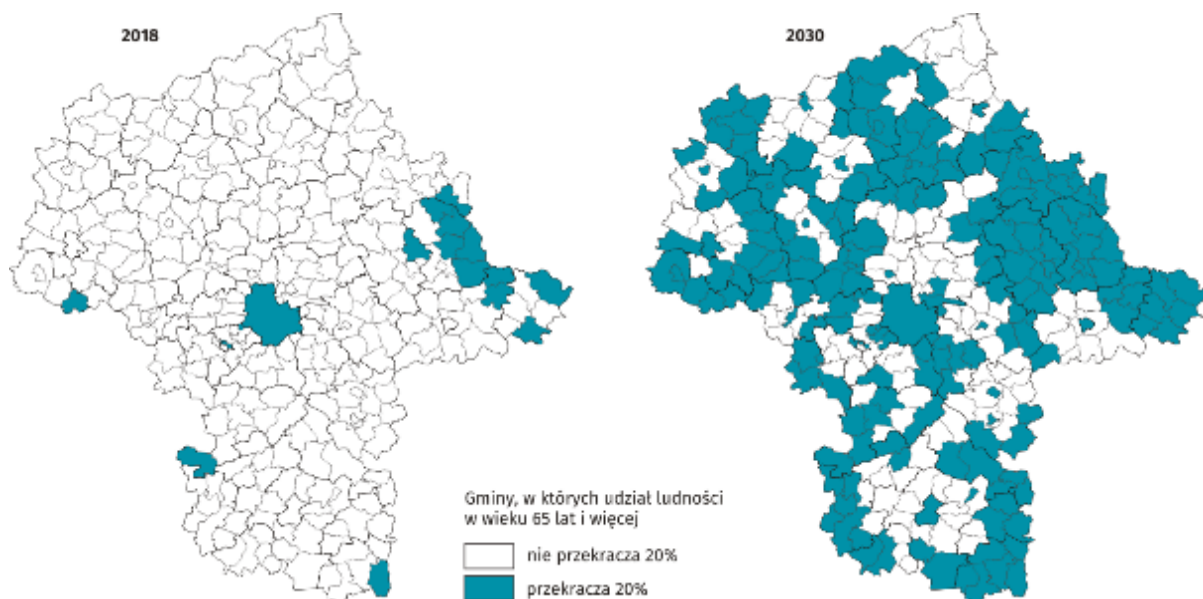 2018
2030
Gminy, w których udział ludności
w wieku 65 lat i więcej
nie przekracza 20%
przekracza 20%